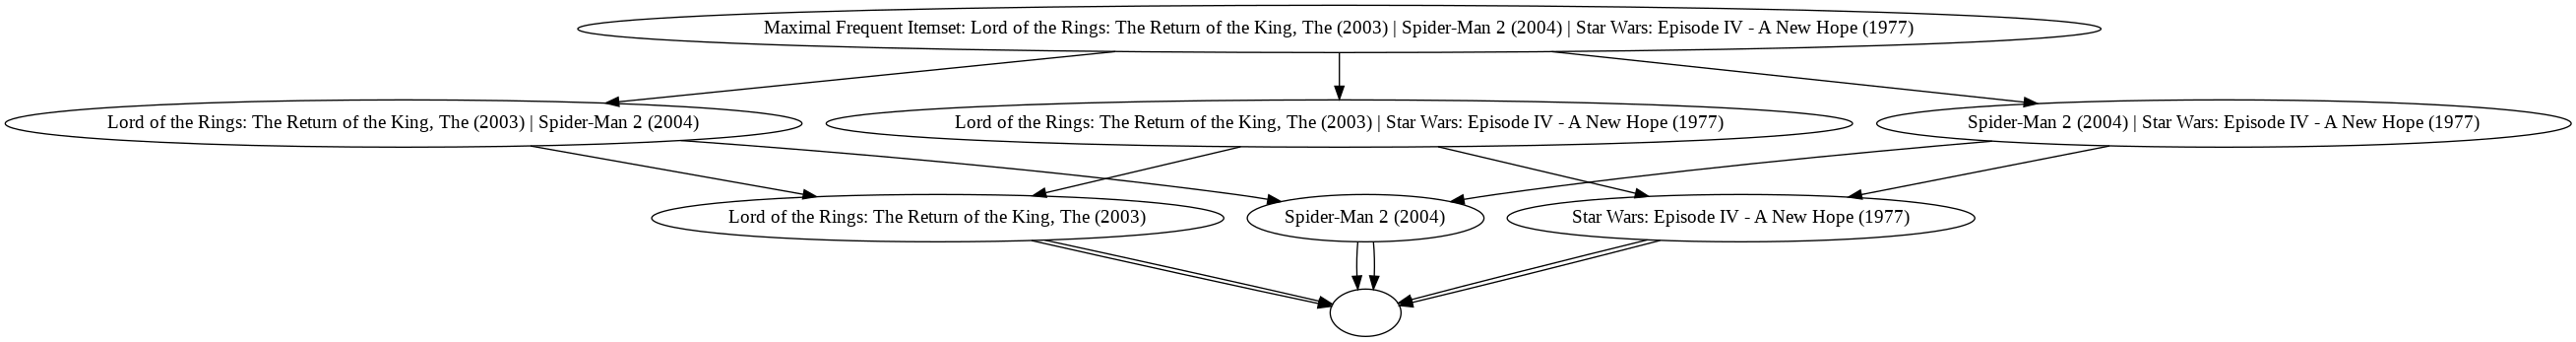 Maximal Frequent Itemset: Lord of the Rings: The Return of the King, The (2003) | Spider-Man 2 (2004) | Star Wars: Episode IV - A New Hope (1977)
Lord of the Rings: The Return of the King, The (2003) | Spider-Man 2 (2004)
Lord of the Rings: The Return of the King, The (2003) | Star Wars: Episode IV - A New Hope (1977)
Spider-Man 2 (2004) | Star Wars: Episode IV - A New Hope (1977)
Lord of the Rings: The Return of the King, The (2003)
Spider-Man 2 (2004)
Star Wars: Episode IV - A New Hope (1977)